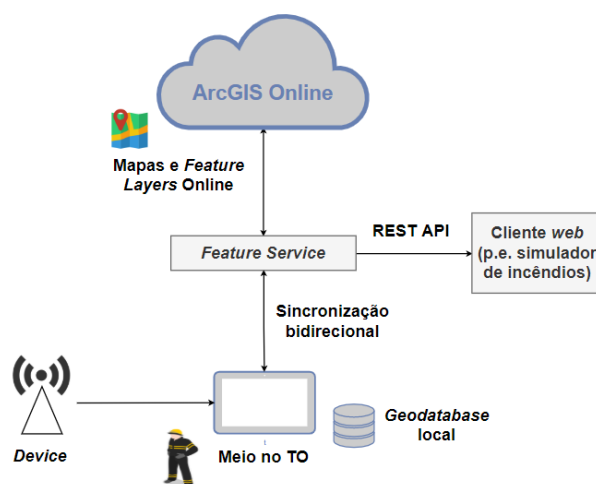 ArcGIS Online
Mapas e Feature
Layers Online
REST API
Feature Service
Cliente web
(p.e. simulador
de incêndios)
Sincronização
bidirecional
Geodatabase
local
Device
Meio no TO